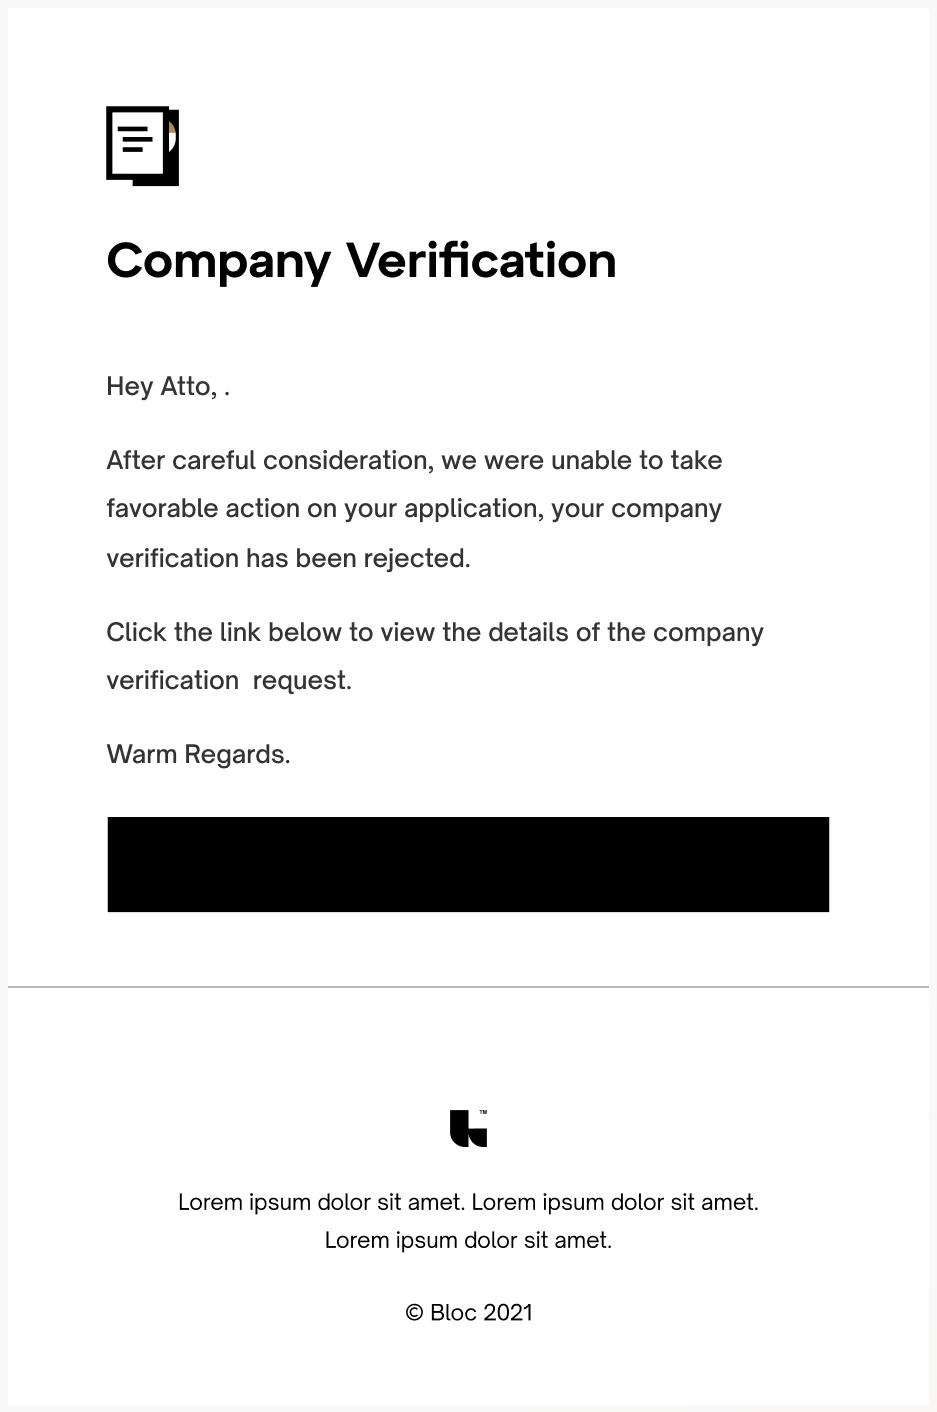 Company Verification
Hey Atto, .
After careful consideration, we were unable to take
favorable action on your application, your company
verification has been rejected.
Click the link below to view the details of the company
verification  request.
Warm Regards.
TM
Lorem ipsum dolor sit amet. Lorem ipsum dolor sit amet.
Lorem ipsum dolor sit amet.
© Bloc 2021